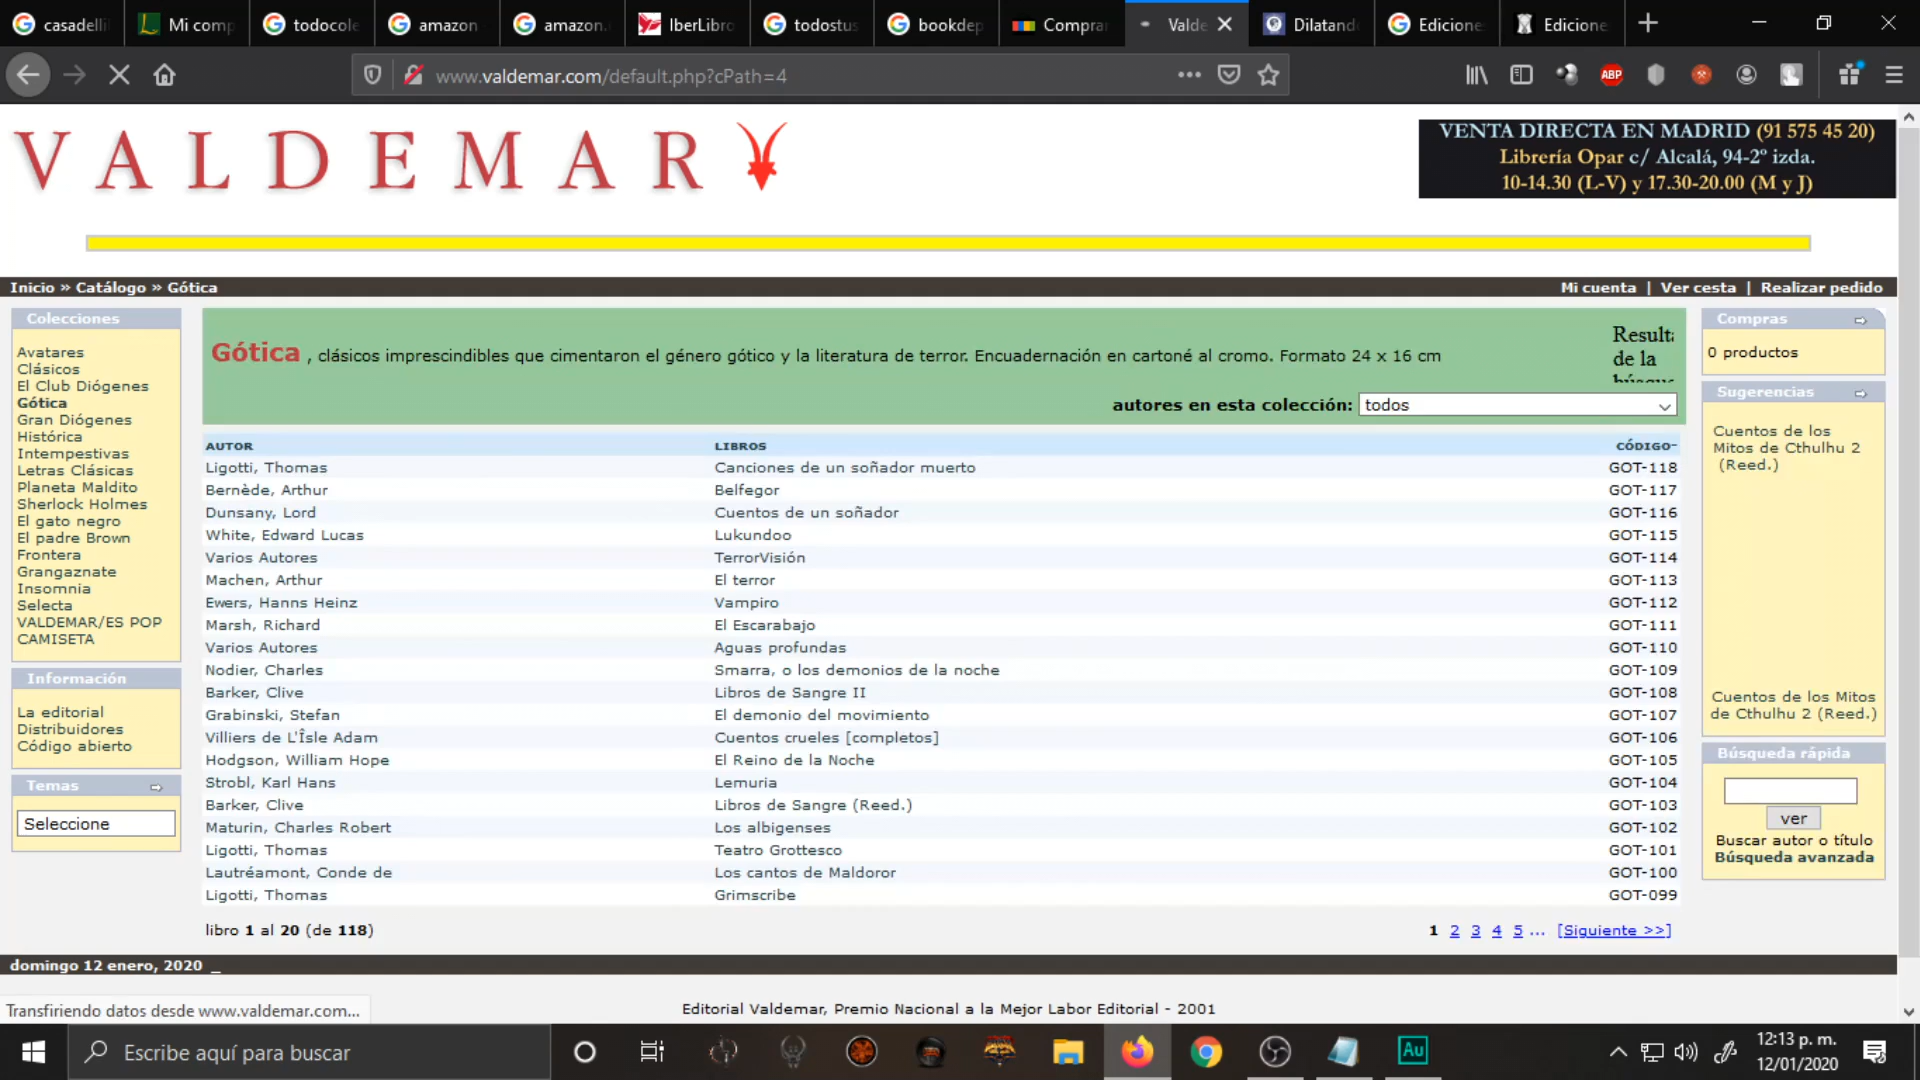 casadelli
Mi comp
todocole
amazon
amazon.
IberLibro
todostus
bookdep
Comprar
Valde
Dilatand
Edicione
Edicione
www.valdemar.com/default.php?cPath=4
ABP
VALDEMAR
VENTA DIRECTA EN MADRID (91 575 45 20)
Librería Opar c/ Alcalá, 94-2º izda.
10-14.30 (L-V) y 17.30-20.00 (M y J)
Inicio » Catálogo » Gótica
Mi cuenta | Ver cesta | Realizar pedido
Colecciones
Avatares
Clásicos
El Club Diógenes
Gótica
Gran Diógenes
Histórica
Intempestivas
Letras Clásicas
Planeta Maldito
Sherlock Holmes
El gato negro
El padre Brown
Frontera
Grangaznate
Insomnia
Selecta
VALDEMAR/ES POP
CAMISETA
Información
La editorial
Distribuidores
Código abierto
Temas
Seleccione
Gótica , clásicos imprescindibles que cimentaron el género gótico y la literatura de terror. Encuadernación en cartoné al cromo. Formato 24 x 16 cm
Resulta
de la
autores en esta colección: todos
AUTOR LIBROS CÓDIGO-
Ligotti, Thomas Canciones de un soñador muerto GOT-118
Bernède, Arthur Belfegor GOT-117
Dunsany, Lord Cuentos de un soñador GOT-116
White, Edward Lucas Lukundoo GOT-115
Varios Autores TerrorVisión GOT-114
Machen, Arthur El terror GOT-113
Ewers, Hanns Heinz Vampiro GOT-112
Marsh, Richard El Escarabajo GOT-111
Varios Autores Aguas profundas GOT-110
Nodier, Charles Smarra, o los demonios de la noche GOT-109
Barker, Clive Libros de Sangre II GOT-108
Grabinski, Stefan El demonio del movimiento GOT-107
Villiers de L'Îsle Adam Cuentos crueles [completos] GOT-106
Hodgson, William Hope El Reino de la Noche GOT-105
Strobl, Karl Hans Lemuria GOT-104
Barker, Clive Libros de Sangre (Reed.) GOT-103
Maturin, Charles Robert Los albigenses GOT-102
Ligotti, Thomas Teatro Grottesco GOT-101
Lautréamont, Conde de Los cantos de Maldoror GOT-100
Ligotti, Thomas Grimscribe GOT-099
libro 1 al 20 (de 118)
1 2 3 4 5 ... [Siguiente >>]
Compras
0 productos
Sugerencias
Cuentos de los
Mitos de Cthulhu 2
(Reed.)
Cuentos de los Mitos
de Cthulhu 2 (Reed.)
Búsqueda rápida
ver
Buscar autor o título
Búsqueda avanzada
domingo 12 enero, 2020 _
Transfiriendo datos desde www.valdemar.com...
Editorial Valdemar, Premio Nacional a la Mejor Labor Editorial - 2001
Escribe aquí para buscar
Au
12:13 p. m.
12/01/2020